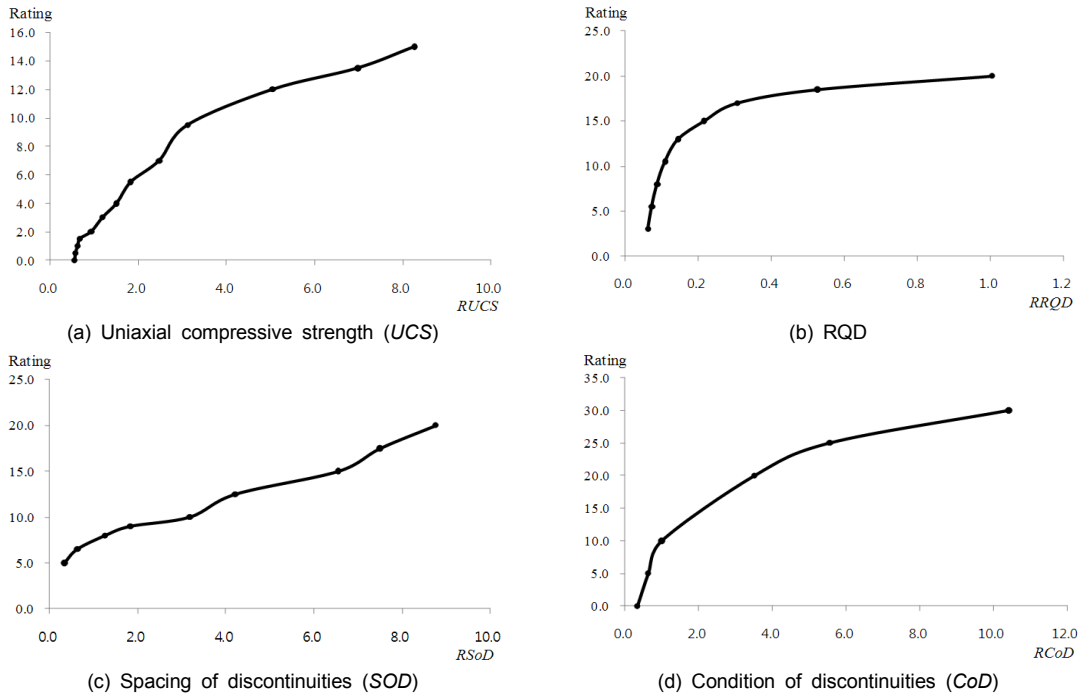 Rating
16.0
14.0
12.0
10.0
8.0
6.0
4.0
2.0
0.0
0.0 2.0 4.0 6.0 8.0 10.0
RUCS
(a) Uniaxial compressive strength (UCS)
Rating
25.0
20.0
15.0
10.0
5.0
0.0
0.0 0.2 0.4 0.6 0.8 1.0 1.2
RRQD
(b) RQD
Rating
25.0
20.0
15.0
10.0
5.0
0.0
0.0 2.0 4.0 6.0 8.0 10.0
RSoD
(c) Spacing of discontinuities (SOD)
Rating
35.0
30.0
25.0
20.0
15.0
10.0
5.0
0.0
0.0 2.0 4.0 6.0 8.0 10.0 12.0
RCoD
(d) Condition of discontinuities (CoD)